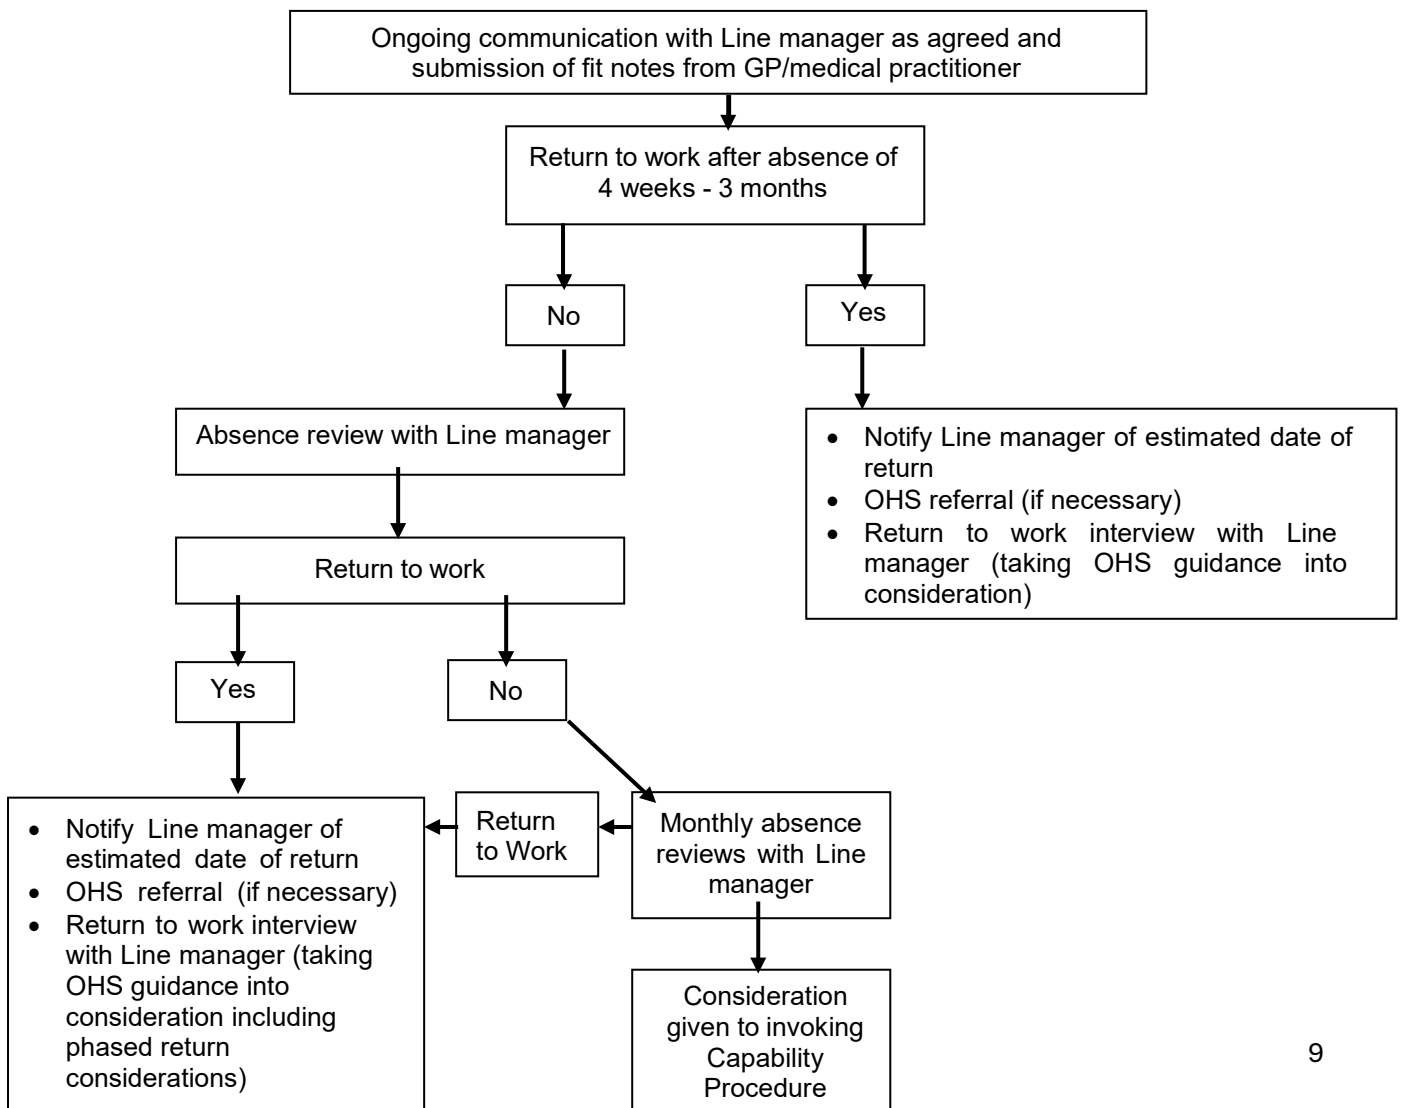 Ongoing communication with Line manager as agreed and
submission of fit notes from GP/medical practitioner
Return to work after absence of
4 weeks - 3 months
No
Yes
Absence review with Line manager
• Notify Line manager of estimated date of
return
• OHS referral (if necessary)
• Return to work interview with Line
manager (taking OHS guidance into
consideration)
Return to work
Yes
No
• Notify Line manager of
estimated date of return
• OHS referral (if necessary)
• Return to work interview
with Line manager (taking
OHS guidance into
consideration including
phased return
considerations)
Return
to Work
Monthly absence
reviews with Line
manager
Consideration
given to invoking
Capability
Procedure
9